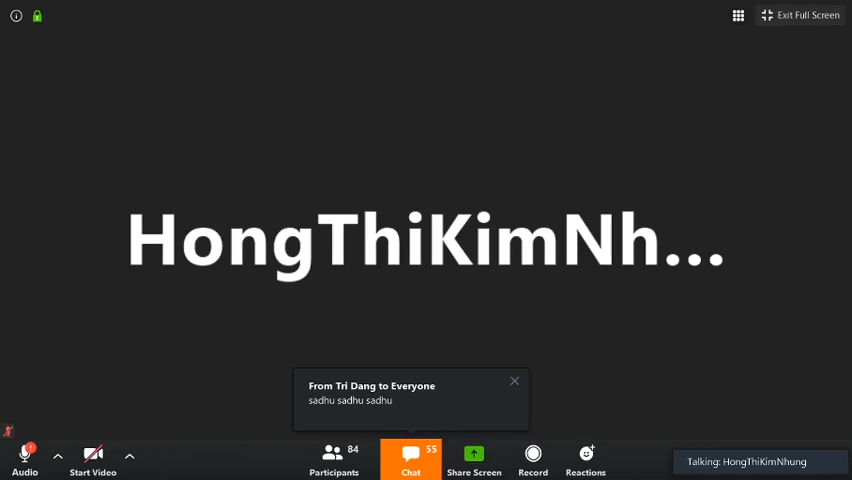 Exit Full Screen
HongThiKimNh...
From Tri Dang to Everyone
sadhu sadhu sadhu
84
55
Audio
Start Video
Participants
Chat
Share Screen
Record
Reactions
Talking: HongThiKimNhung